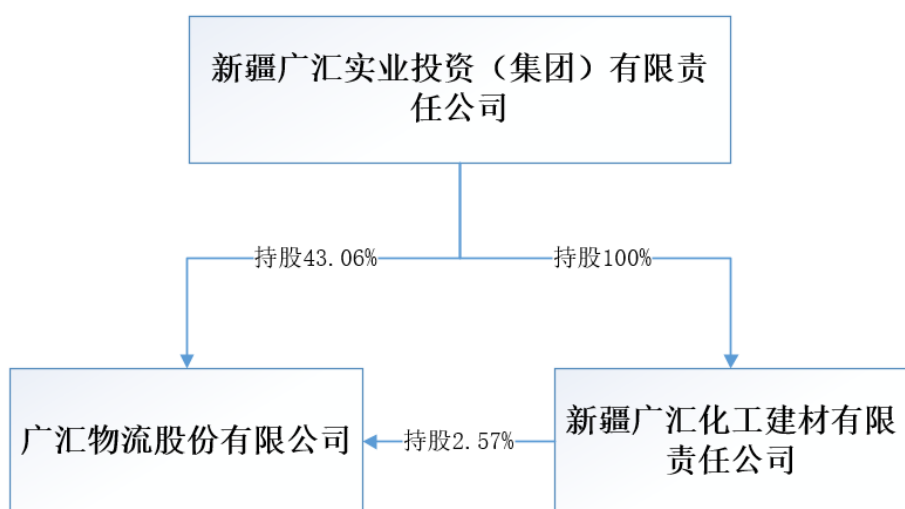 新疆广汇实业投资（集团）有限责
任公司
持股43.06%
持股100%
广汇物流股份有限公司
持股2.57%
新疆广汇化工建材有限
责任公司